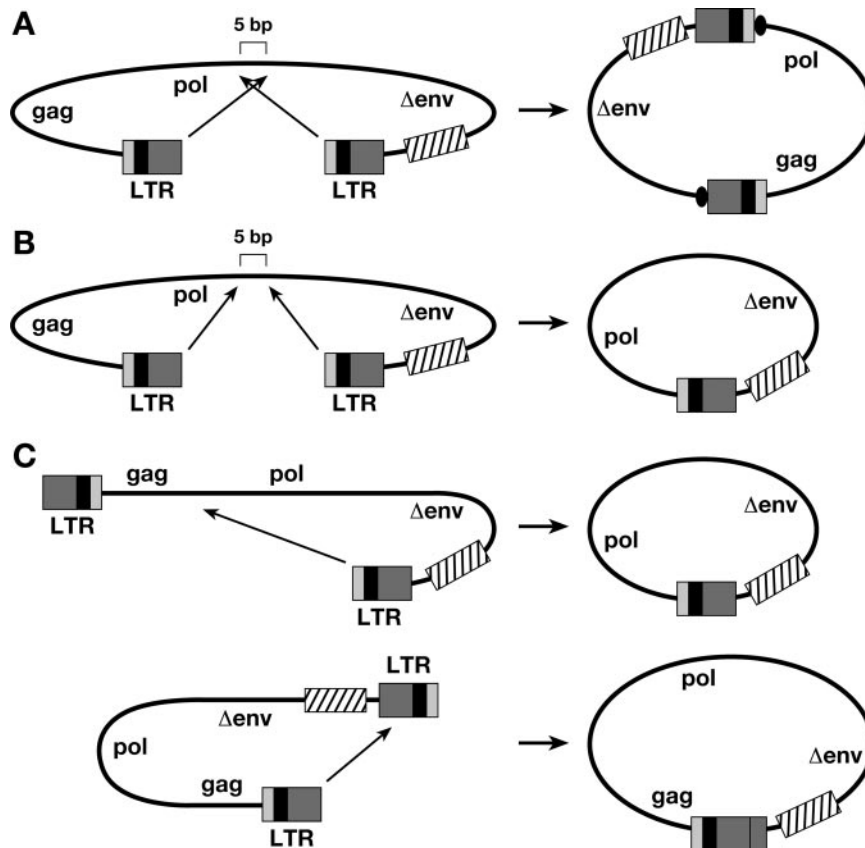 A
5 bp
pol
gag
Δenv
LTR
LTR
pol
Δenv
gag
B
5 bp
pol
gag
Δenv
LTR
LTR
Δenv
pol
C
gag
pol
LTR
Δenv
LTR
Δenv
pol
LTR
Δenv
pol
gag
LTR
pol
Δenv
gag